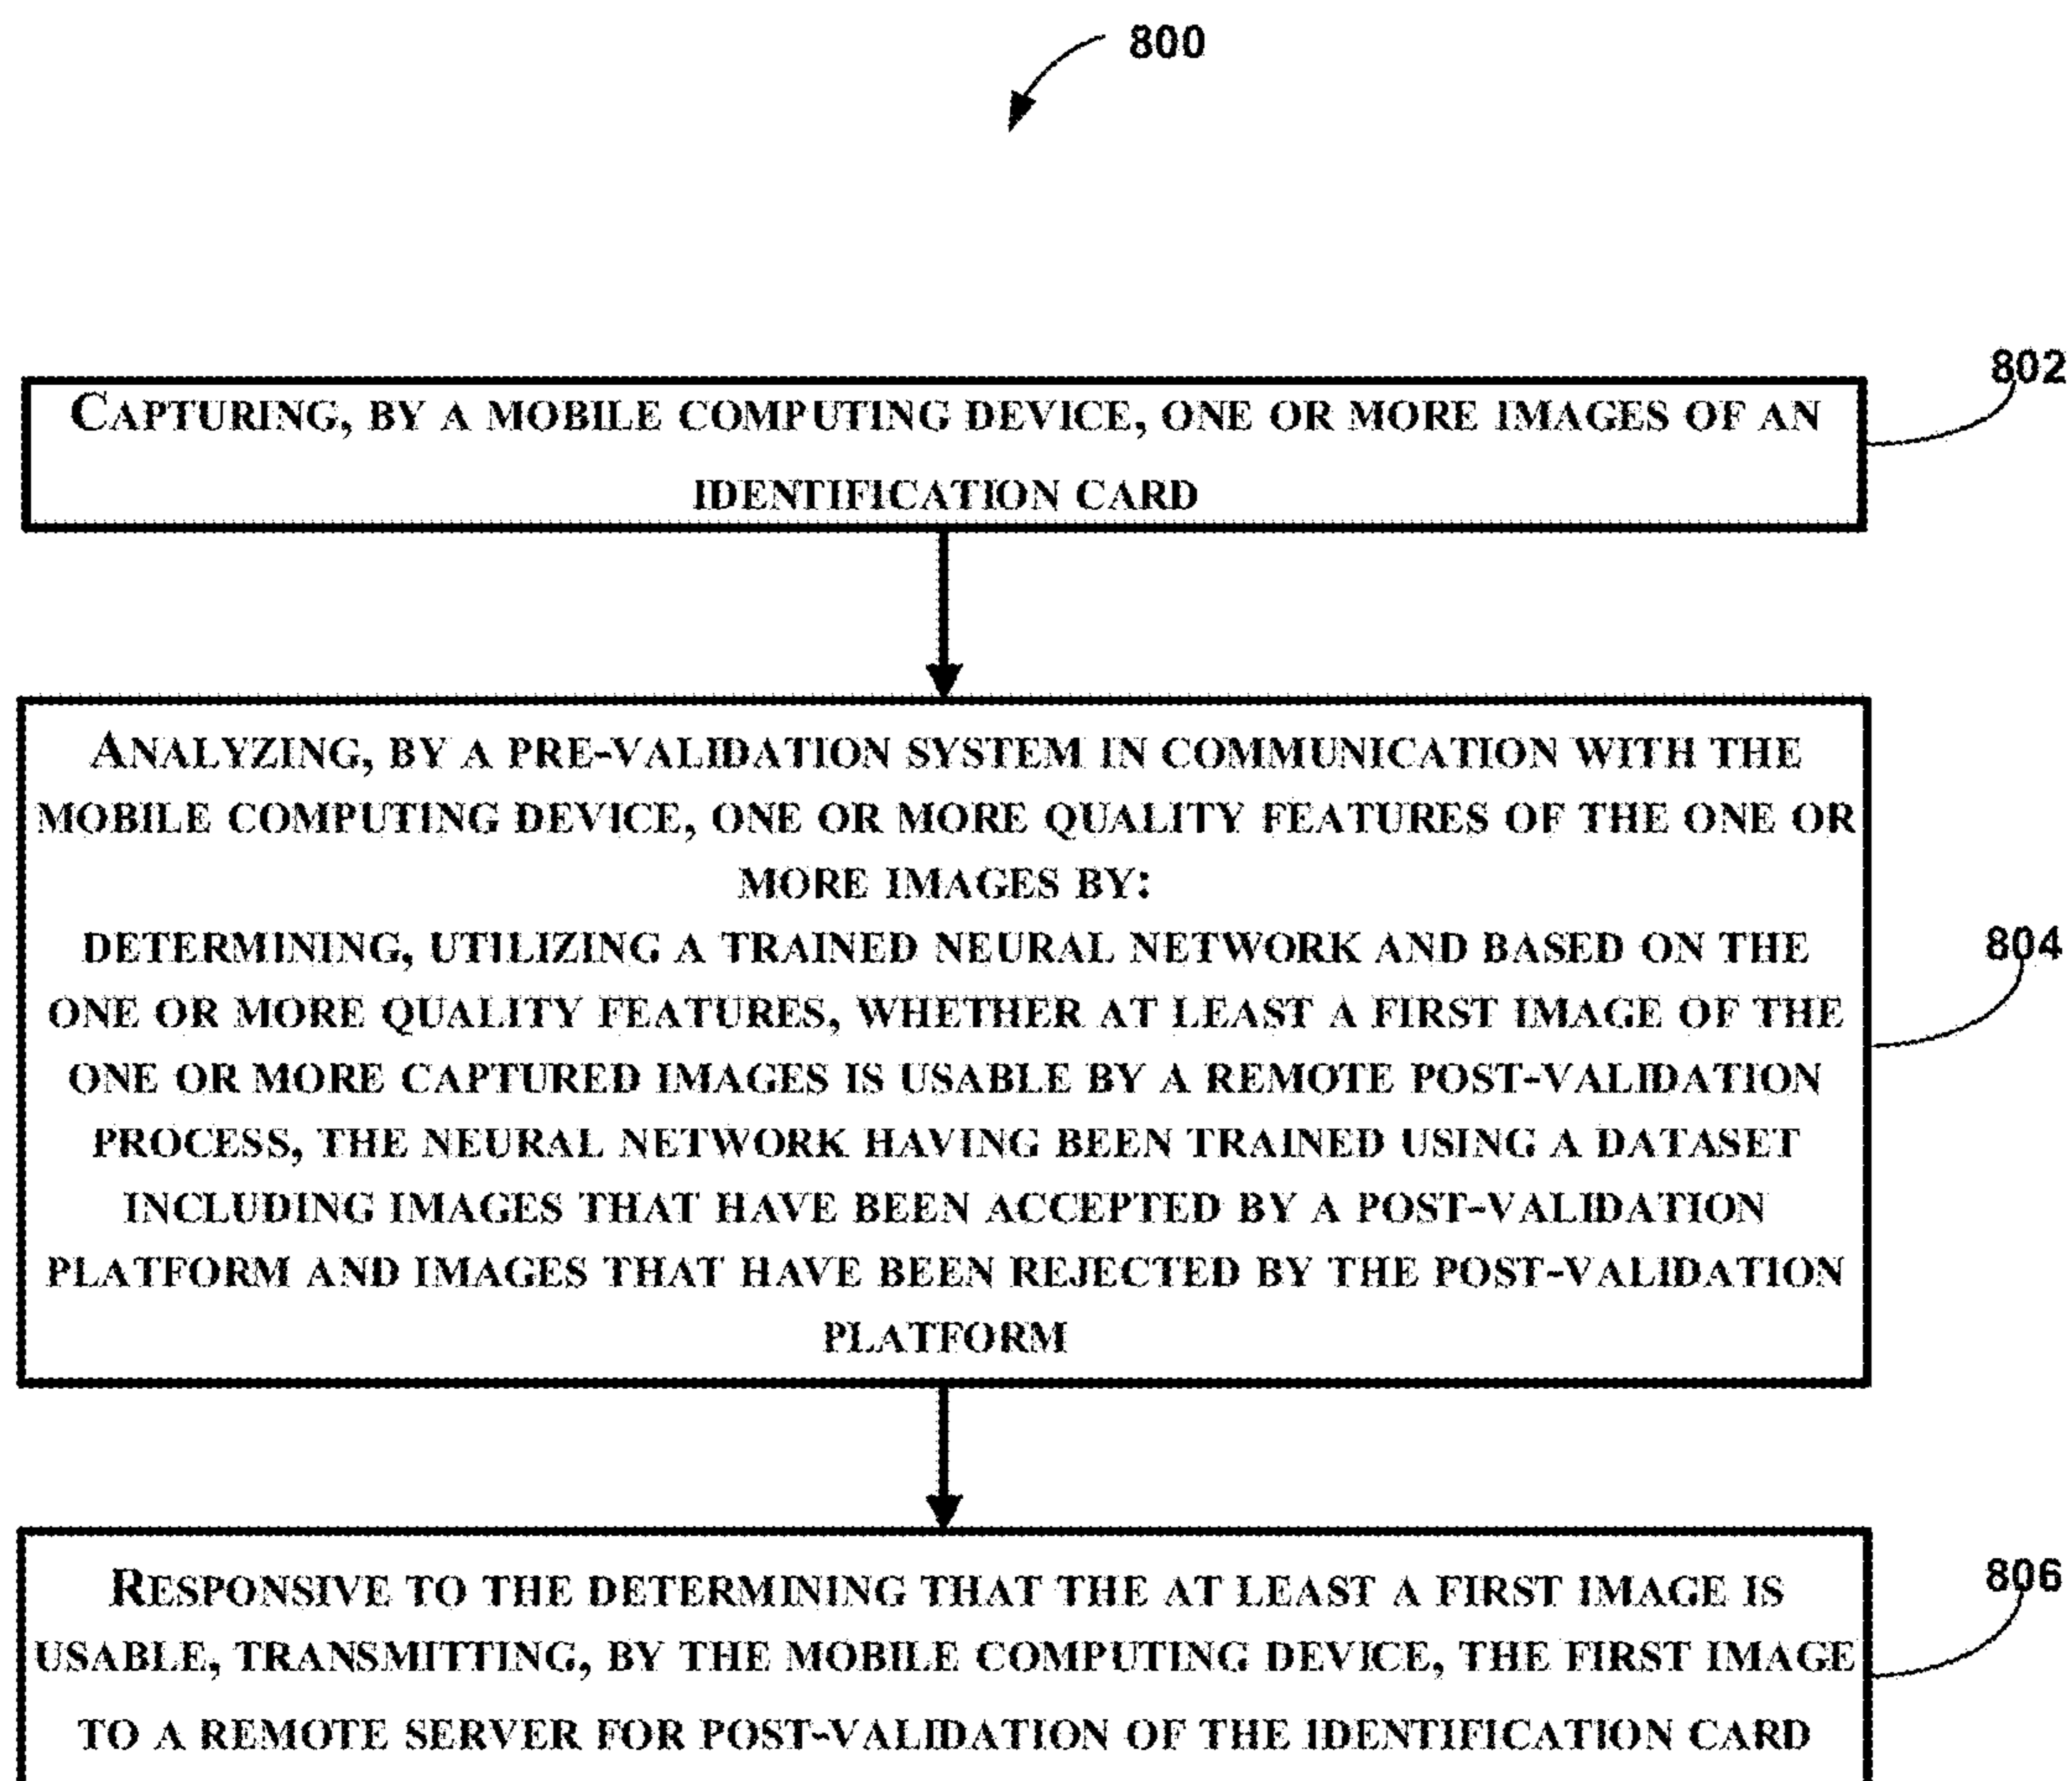 800
802
CAPTURING, BY A MOBILE COMPUTING DEVICE, ONE OR MORE IMAGES OF AN
IDENTIFICATION CARD
ANALYZING, BY A PRE-VALIDATION SYSTEM IN COMMUNICATION WITH THE
MOBILE COMPUTING DEVICE, ONE OR MORE QUALITY FEATURES OF THE ONE OR
MORE IMAGES BY:
DETERMINING, UTILIZING A TRAINED NEURAL NETWORK AND BASED ON THE
804
ONE OR MORE QUALITY FEATURES, WHETHER AT LEAST A FIRST IMAGE OF THE
ONE OR MORE CAPTURED IMAGES IS USABLE BY A REMOTE POST-VALIDATION
PROCESS, THE NEURAL NETWORK HAVING BEEN TRAINED USING A DATASET
INCLUDING IMAGES THAT HAVE BEEN ACCEPTED BY A POST-VALIDATION
PLATFORM AND IMAGES THAT HAVE BEEN REJECTED BY THE POST-VALIDATION
PLATFORM
806
RESPONSIVE TO THE DETERMINING THAT THE AT LEAST A FIRST IMAGE IS
USABLE, TRANSMITTING, BY THE MOBILE COMPUTING DEVICE, THE FIRST IMAGE
TO A REMOTE SERVER FOR POST-VALIDATION OF THE IDENTIFICATION CARD